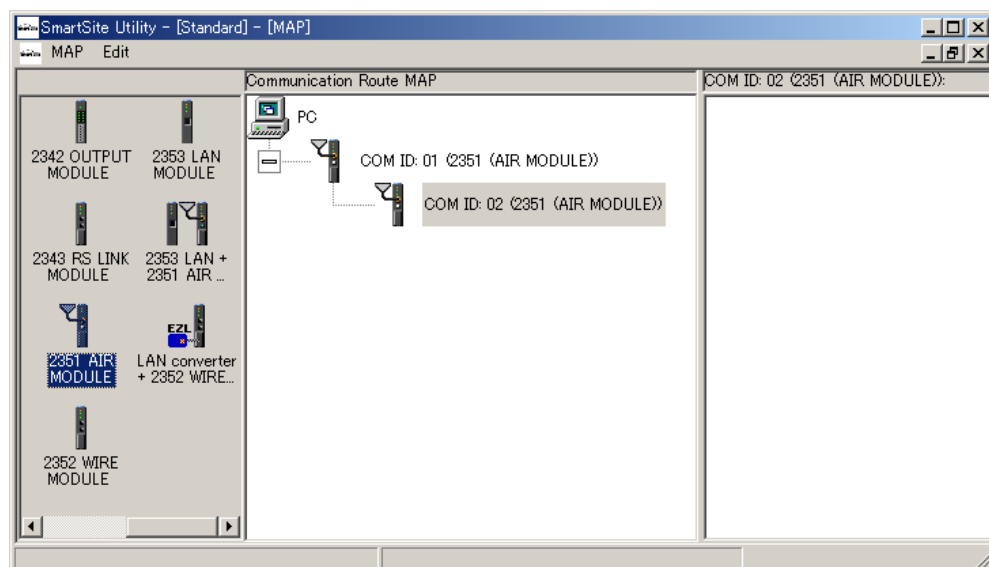 SmartSite Utility - [Standard] - [MAP]
MAP Edit
Communication Route MAP
COM ID: 02 (2351 (AIR MODULE)):
2342 OUTPUT
MODULE
2353 LAN
MODULE
2343 RS LINK
MODULE
2353 LAN +
2351 AIR ...
2351 AIR
MODULE
EZL
LAN converter
+ 2352 WIRE...
2352 WIRE
MODULE
PC
COM ID: 01 (2351 (AIR MODULE))
COM ID: 02 (2351 (AIR MODULE))